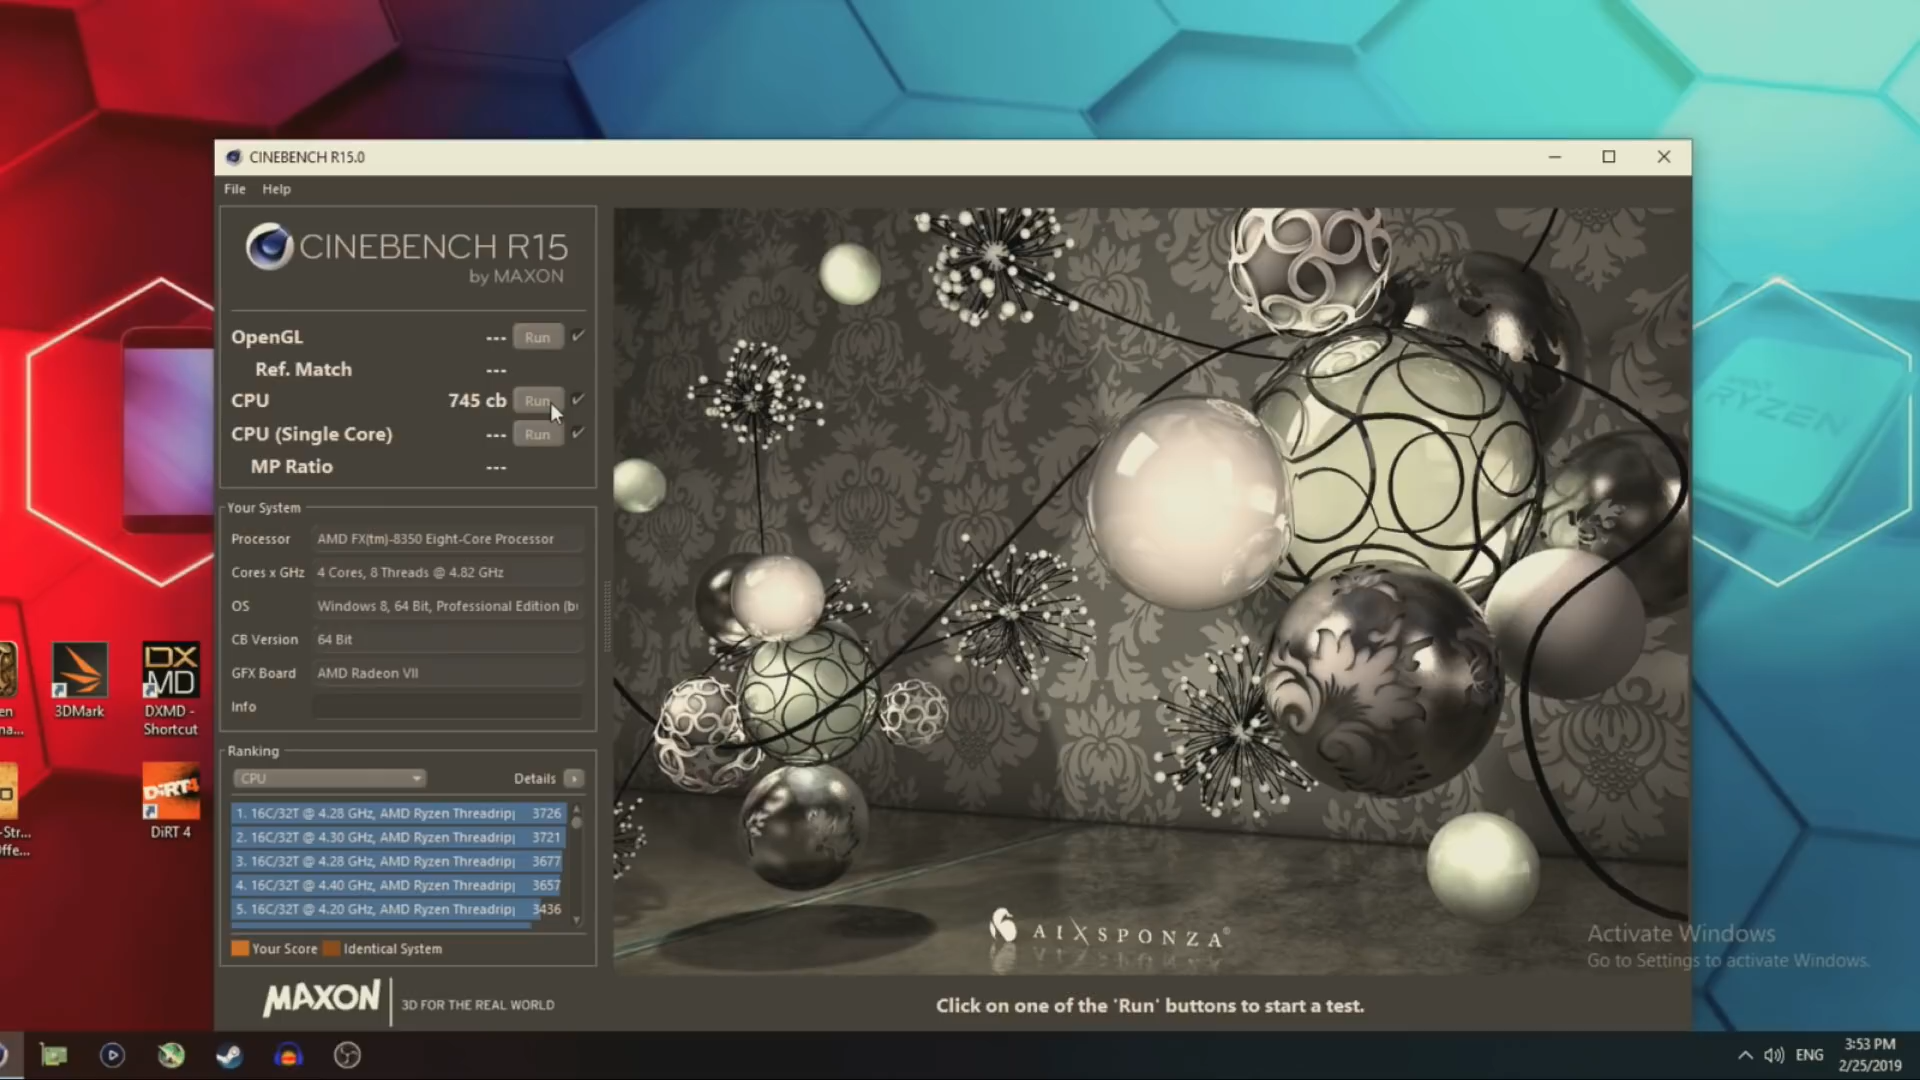 CINEBENCH R15.0
File Help
CINEBENCH R15
by MAXON
OpenGL --- Run
Ref. Match ---
CPU 745 cb Run
CPU (Single Core) --- Run
MP Ratio ---
Your System
Processor AMD FX(tm)-8350 Eight-Core Processor
Cores x GHz 4 Cores, 8 Threads @ 4.82 GHz
OS Windows 8, 64 Bit, Professional Edition (bu
CB Version 64 Bit
GFX Board AMD Radeon VII
Info
Ranking
CPU Details
1. 16C/32T @ 4.28 GHz, AMD Ryzen Threadripp 3726
2. 16C/32T @ 4.30 GHz, AMD Ryzen Threadripp 3721
3. 16C/32T @ 4.28 GHz, AMD Ryzen Threadripp 3677
4. 16C/32T @ 4.40 GHz, AMD Ryzen Threadripp 3657
5. 16C/32T @ 4.20 GHz, AMD Ryzen Threadripp 3436
Your Score Identical System
MAXON 3D FOR THE REAL WORLD
AIXSPONZA®
Click on one of the 'Run' buttons to start a test.
RYZEN
3DMark
DXMD -
Shortcut
DiRT 4
Activate Windows
Go to Settings to activate Windows.
ENG
3:53 PM
2/25/2019